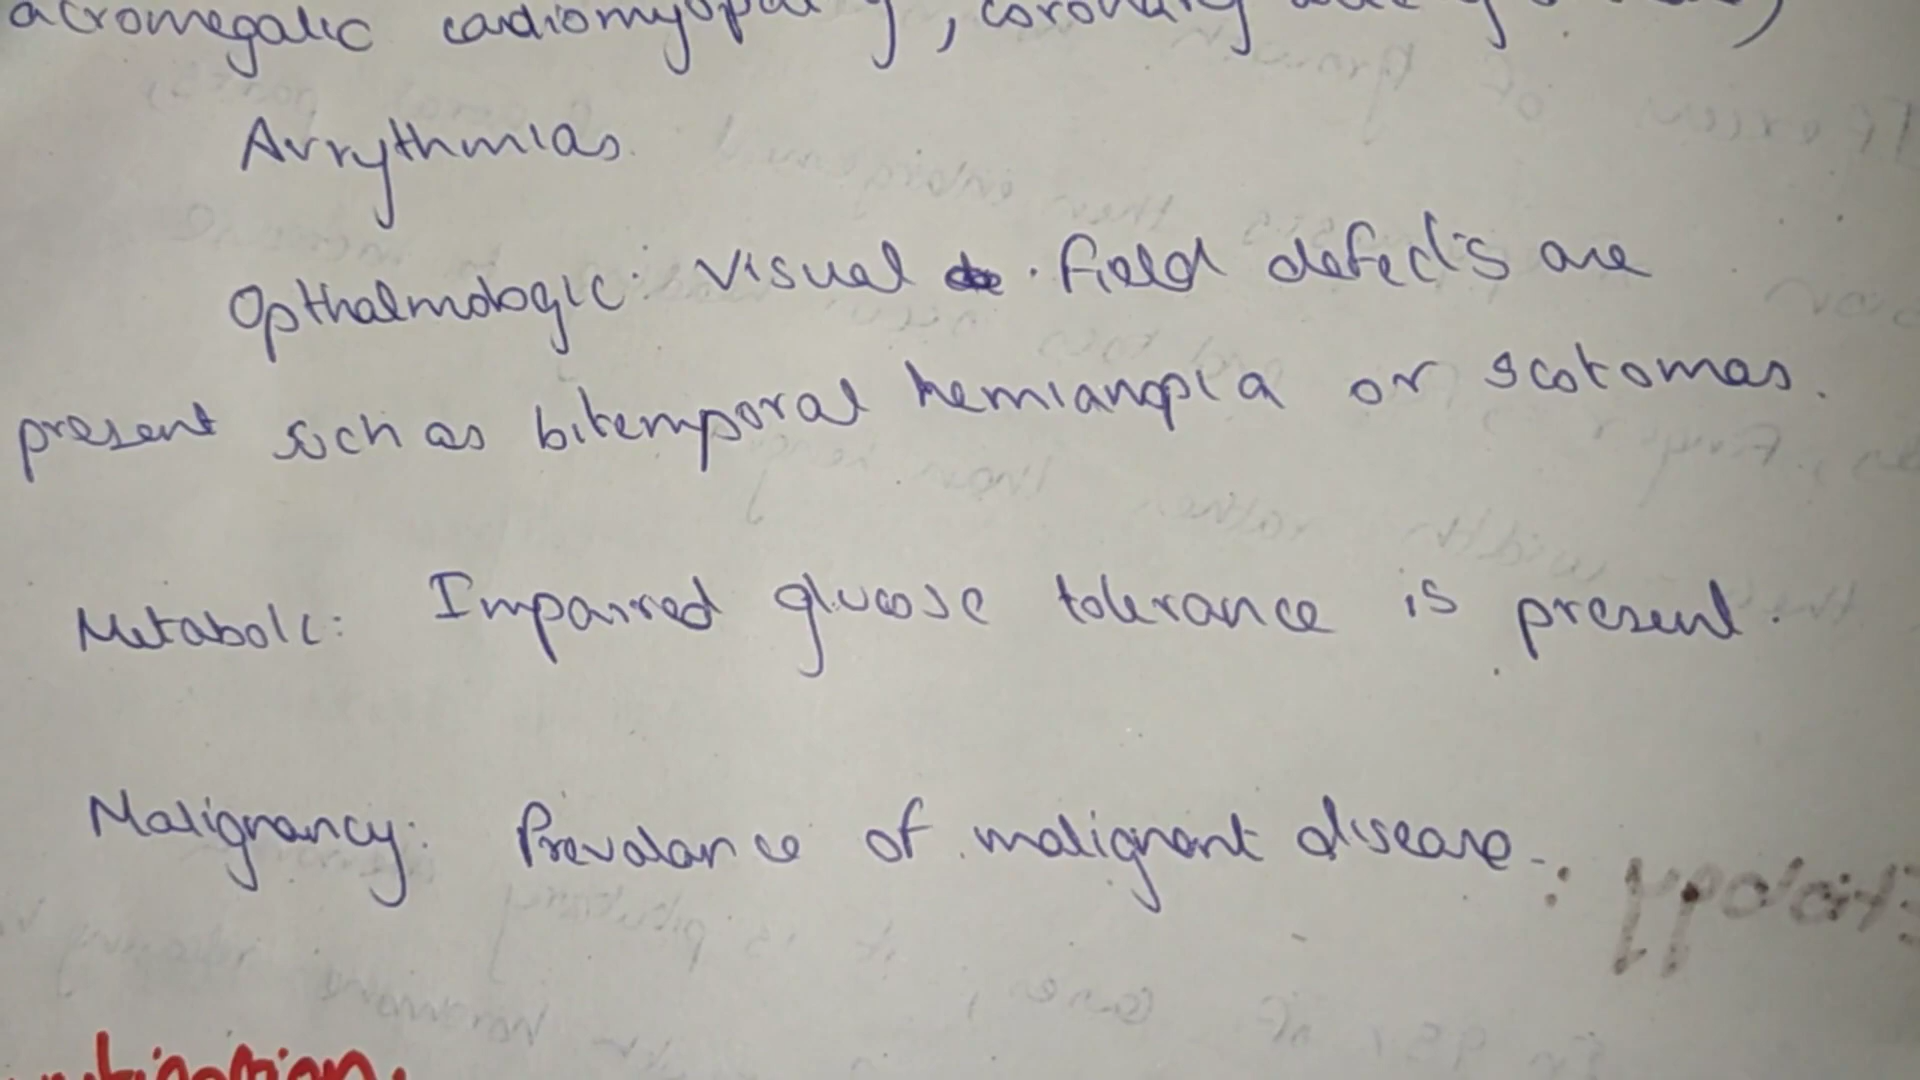 acromegalic cardiomyopathy, coronary
Arrythmias.
Opthalmologic: Visual field defects are
present such as bitemporal hemianopia or scotomas.
Metabolc: Impaired glucose tolerance is present.
Malignancy: Prevalance of malignant disease.